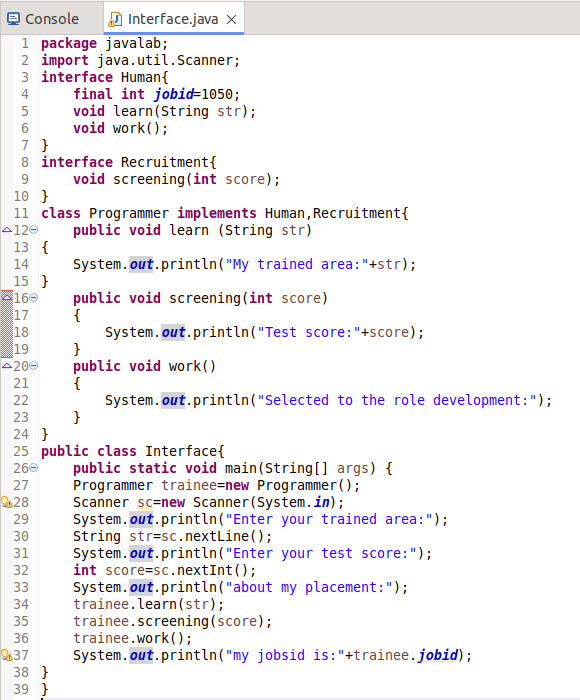 Console Interface.java
1 package javalab;
2 import java.util.Scanner;
3 interface Human{
4 final int jobid=1050;
5 void learn(String str);
6 void work();
7 }
8 interface Recruitment{
9 void screening(int score);
10 }
11 class Programmer implements Human,Recruitment{
12 public void learn (String str)
13 {
14 System.out.println("My trained area:"+str);
15 }
16 public void screening(int score)
17 {
18 System.out.println("Test score:"+score);
19 }
20 public void work()
21 {
22 System.out.println("Selected to the role development:");
23 }
24 }
25 public class Interface{
26 public static void main(String[] args) {
27 Programmer trainee=new Programmer();
28 Scanner sc=new Scanner(System.in);
29 System.out.println("Enter your trained area:");
30 String str=sc.nextLine();
31 System.out.println("Enter your test score:");
32 int score=sc.nextInt();
33 System.out.println("about my placement:");
34 trainee.learn(str);
35 trainee.screening(score);
36 trainee.work();
37 System.out.println("my jobsid is:"+trainee.jobid);
38 }
39 }